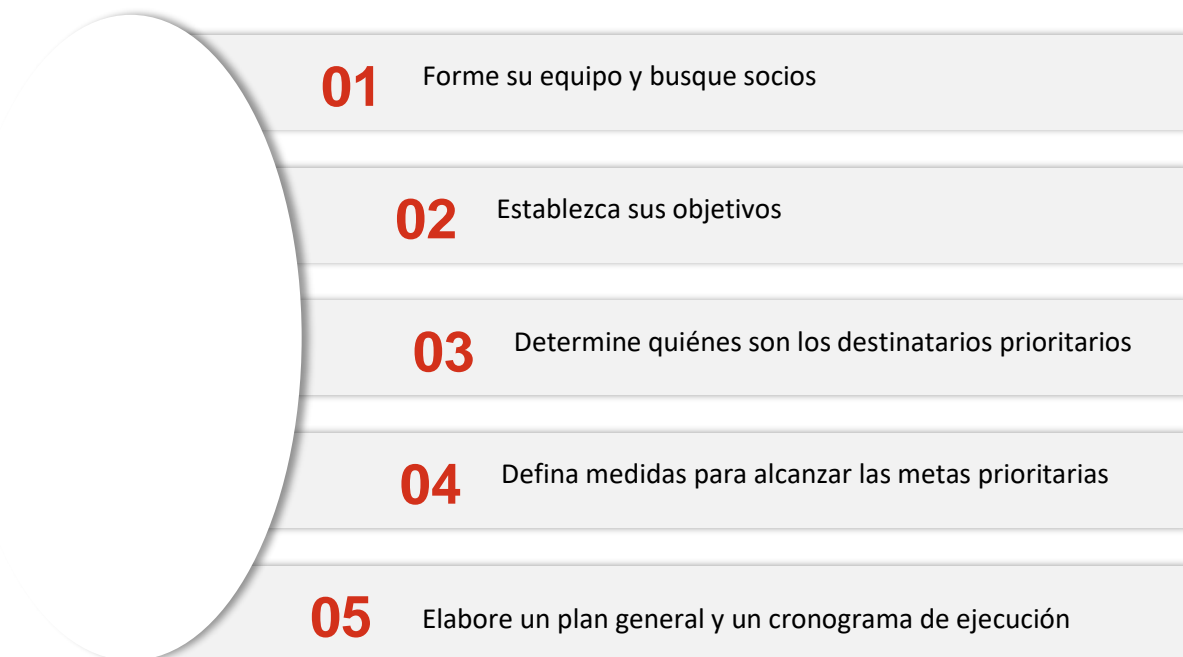 01 Forme su equipo y busque socios
02 Establezca sus objetivos
03 Determine quiénes son los destinatarios prioritarios
04 Defina medidas para alcanzar las metas prioritarias
05 Elabore un plan general y un cronograma de ejecución